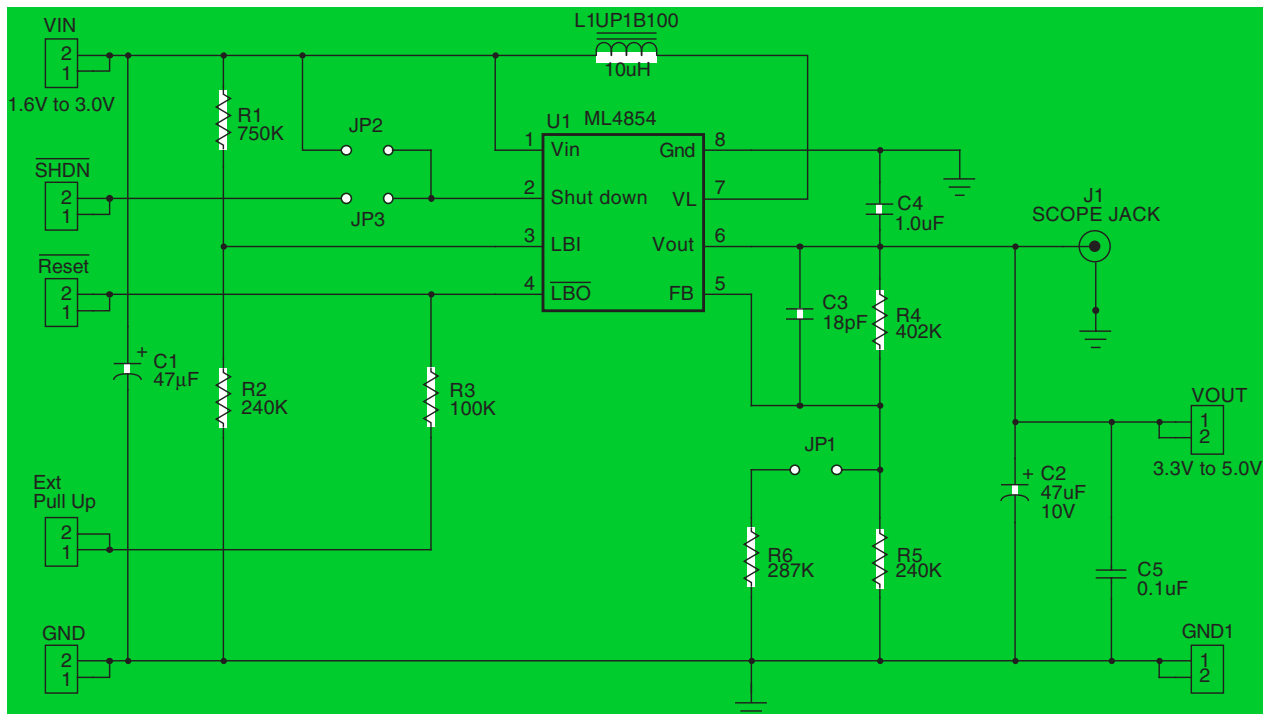 VIN
2
1
1.6V to 3.0V
L1UP1B100
10uH
R1
750K
JP2
U1 ML4854
1 Vin
Gnd 8
SHDN
2
1
JP3
2 Shut down
VL 7
C4
1.0uF
J1
SCOPE JACK
3 LBI
Vout 6
Reset
2
1
4 LBO
FB 5
C3
18pF
R4
402K
+
C1
47µF
R2
240K
R3
100K
VOUT
1
2
3.3V to 5.0V
JP1
+ C2
47uF
10V
Ext
Pull Up
2
1
R6
287K
R5
240K
C5
0.1uF
GND
2
1
GND1
1
2